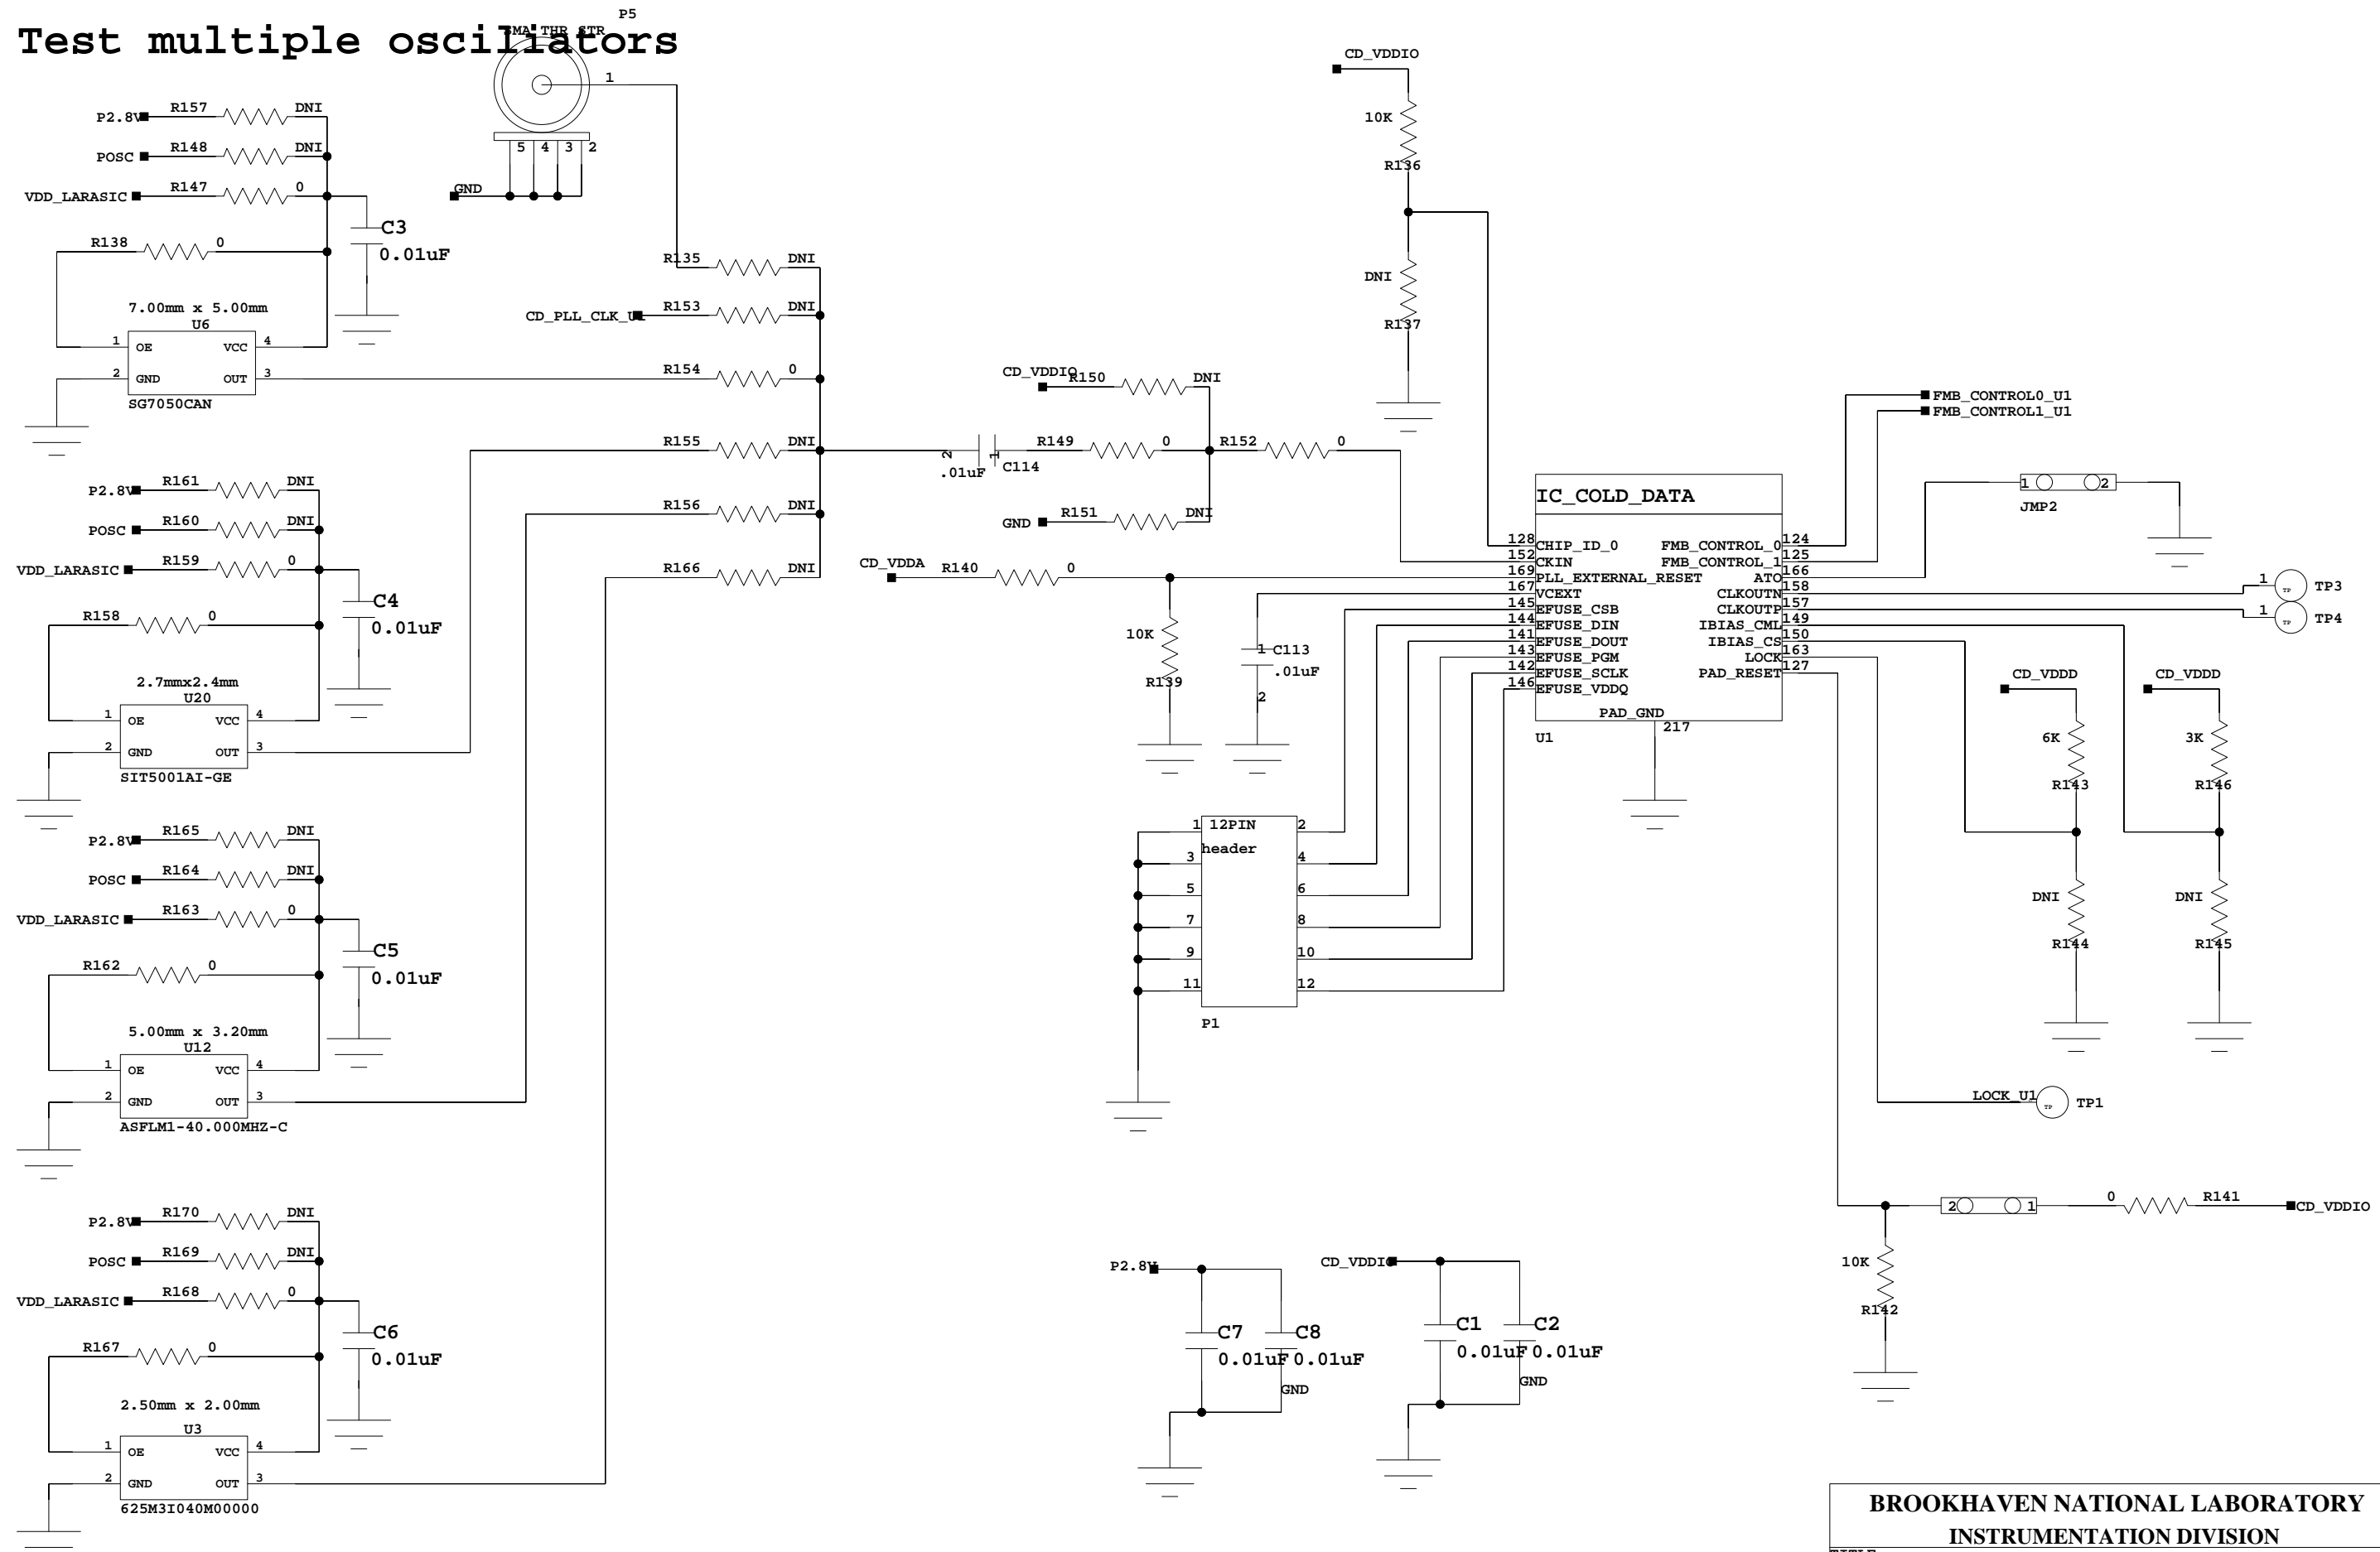 Test multiple oscillators
P5
SMA_THR_STR
1
5 4 3 2
GND
P2.8V R157 DNI
POSC R148 DNI
VDD_LARASIC R147 0
R138 0
C3
0.01uF
7.00mm x 5.00mm
U6
1 OE VCC 4
2 GND OUT 3
SG7050CAN
P2.8V R161 DNI
POSC R160 DNI
VDD_LARASIC R159 0
R158 0
C4
0.01uF
2.7mmx2.4mm
U20
1 OE VCC 4
2 GND OUT 3
SIT5001AI-GE
P2.8V R165 DNI
POSC R164 DNI
VDD_LARASIC R163 0
R162 0
C5
0.01uF
5.00mm x 3.20mm
U12
1 OE VCC 4
2 GND OUT 3
ASFLM1-40.000MHZ-C
P2.8V R170 DNI
POSC R169 DNI
VDD_LARASIC R168 0
R167 0
C6
0.01uF
2.50mm x 2.00mm
U3
1 OE VCC 4
2 GND OUT 3
625M3I040M00000
R135 DNI
CD_PLL_CLK_U1 R153 DNI
R154 0
R155 DNI
R156 DNI
R166 DNI
2 1
.01uF C114
CD_VDDIO R150 DNI
R149 0
R152 0
GND R151 DNI
CD_VDDA R140 0
10K
R139
1 C113
.01uF
2
CD_VDDIO
10K
R136
DNI
R137
IC_COLD_DATA
128 CHIP_ID_0 FMB_CONTROL_0 124
152 CKIN FMB_CONTROL_1 125
169 PLL_EXTERNAL_RESET ATO 166
167 VCEXT CLKOUTN 158
145 EFUSE_CSB CLKOUTP 157
144 EFUSE_DIN IBIAS_CML 149
141 EFUSE_DOUT IBIAS_CS 150
143 EFUSE_PGM LOCK 163
142 EFUSE_SCLK PAD_RESET 127
146 EFUSE_VDDQ
PAD_GND
217
U1
FMB_CONTROL0_U1
FMB_CONTROL1_U1
1 2
JMP2
1 TP TP3
1 TP TP4
CD_VDDD
6K
R143
DNI
R144
CD_VDDD
3K
R146
DNI
R145
1 12PIN 2
header
3 4
5 6
7 8
9 10
11 12
P1
LOCK_U1 TP TP1
2 1 0 R141 CD_VDDIO
10K
R142
P2.8V
C7 C8
0.01uF 0.01uF
GND
CD_VDDIO
C1 C2
0.01uF 0.01uF
GND
BROOKHAVEN NATIONAL LABORATORY
INSTRUMENTATION DIVISION